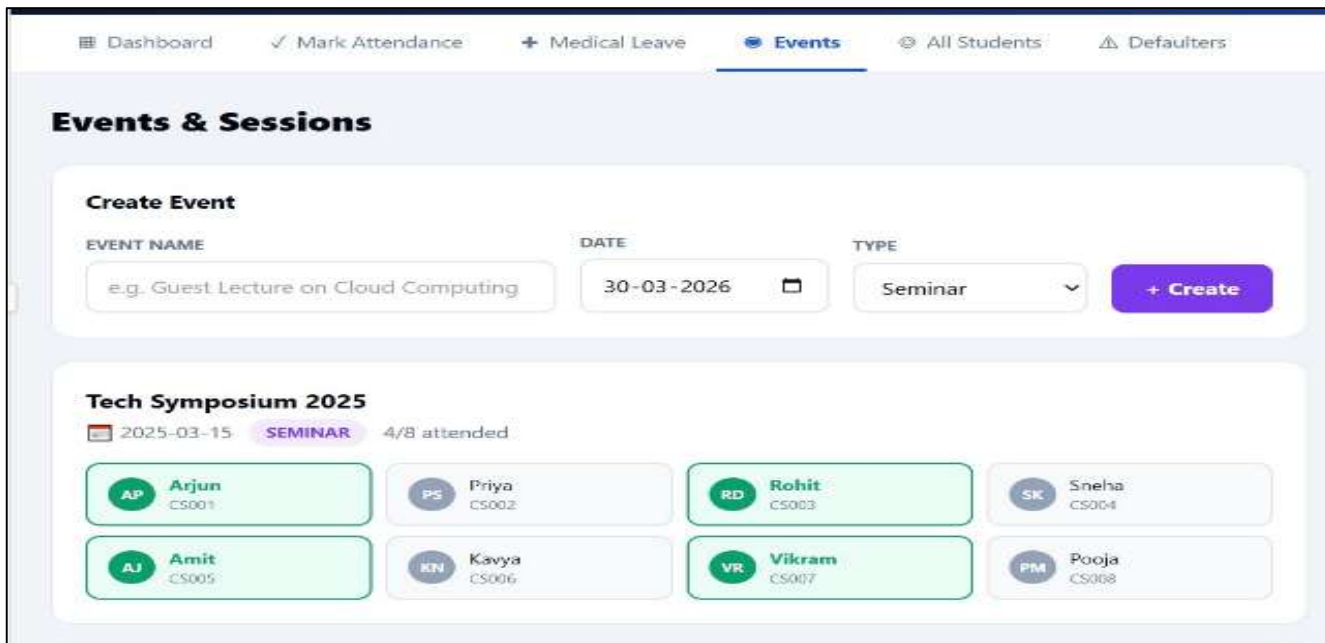 Dashboard ✓ Mark Attendance + Medical Leave Events All Students ⚠ Defaulters
Events & Sessions
Create Event
EVENT NAME DATE TYPE
e.g. Guest Lecture on Cloud Computing 30-03-2026 Seminar + Create
Tech Symposium 2025
2025-03-15 SEMINAR 4/8 attended
AP Arjun PS Priya RD Rohit SK Sneha
CS001 CS002 CS003 CS004
AJ Amit KN Kavya VR Vikram PM Pooja
CS005 CS006 CS007 CS008